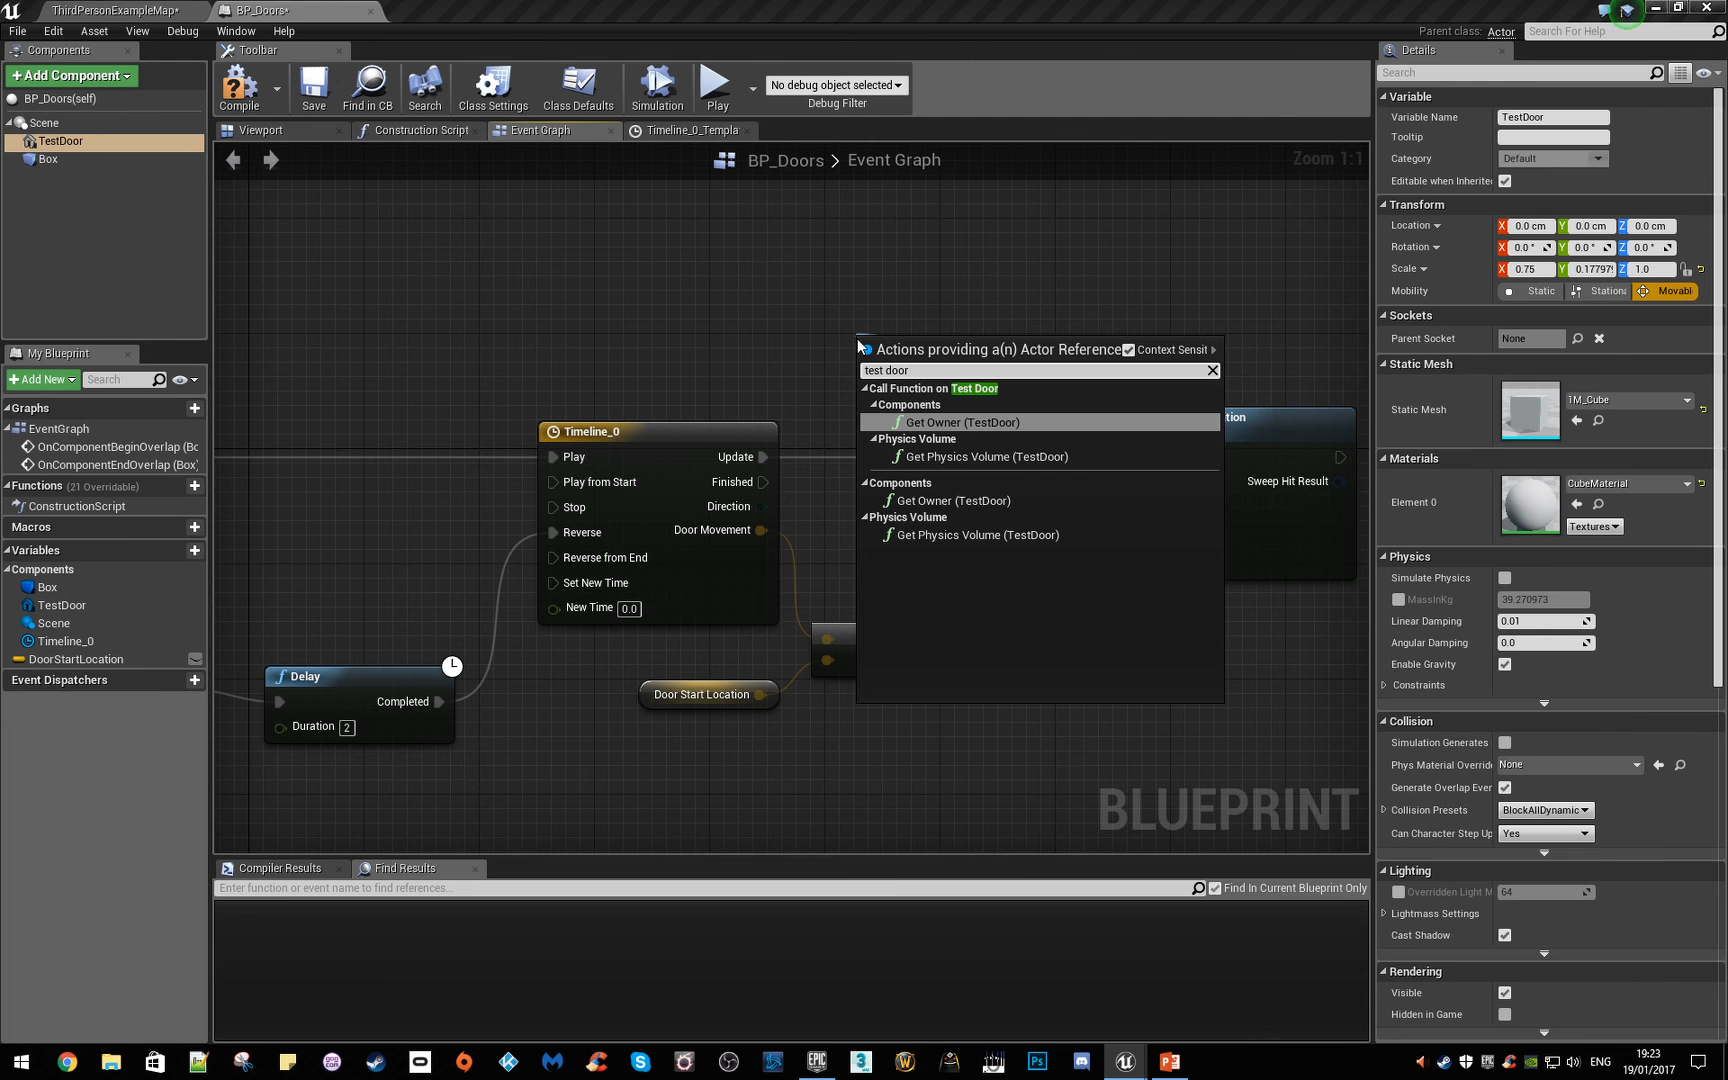 ThirdPersonExampleMap*
BP_Doors*
File Edit Asset View Debug Window Help
Parent class: Actor
Search For Help
Components
+Add Component
BP_Doors(self)
Scene
TestDoor
Box
Toolbar
Compile
Save
Find in CB
Search
Class Settings
Class Defaults
Simulation
Play
No debug object selected
Debug Filter
Viewport
Construction Script
Event Graph
Timeline_0_Templa
BP_Doors > Event Graph
Zoom 1:1
My Blueprint
+Add New
Search
Graphs
EventGraph
OnComponentBeginOverlap (Bo
OnComponentEndOverlap (Box)
Functions (21 Overridable)
ConstructionScript
Macros
Variables
Components
Box
TestDoor
Scene
Timeline_0
DoorStartLocation
Event Dispatchers
Timeline_0
Play
Update
Play from Start
Finished
Stop
Direction
Reverse
Door Movement
Reverse from End
Set New Time
New Time 0.0
Delay
Completed
Duration 2
Door Start Location
Actions providing a(n) Actor Reference
Context Sensit
test door
Call Function on Test Door
Components
Get Owner (TestDoor)
Physics Volume
Get Physics Volume (TestDoor)
Components
Get Owner (TestDoor)
Physics Volume
Get Physics Volume (TestDoor)
tion
Sweep Hit Result
BLUEPRINT
Compiler Results
Find Results
Enter function or event name to find references...
Find In Current Blueprint Only
Details
Search
Variable
Variable Name TestDoor
Tooltip
Category Default
Editable when Inherited
Transform
Location X 0.0 cm Y 0.0 cm Z 0.0 cm
Rotation X 0.0 ° Y 0.0 ° Z 0.0 °
Scale X 0.75 Y 0.17797 Z 1.0
Mobility Static Stationa Movabl
Sockets
Parent Socket None
Static Mesh
Static Mesh 1M_Cube
Materials
Element 0 CubeMaterial
Textures
Physics
Simulate Physics
MassInKg 39.270973
Linear Damping 0.01
Angular Damping 0.0
Enable Gravity
Constraints
Collision
Simulation Generates
Phys Material Override None
Generate Overlap Even
Collision Presets BlockAllDynamic
Can Character Step Up Yes
Lighting
Overridden Light M 64
Lightmass Settings
Cast Shadow
Rendering
Visible
Hidden in Game
ENG
19:23
19/01/2017